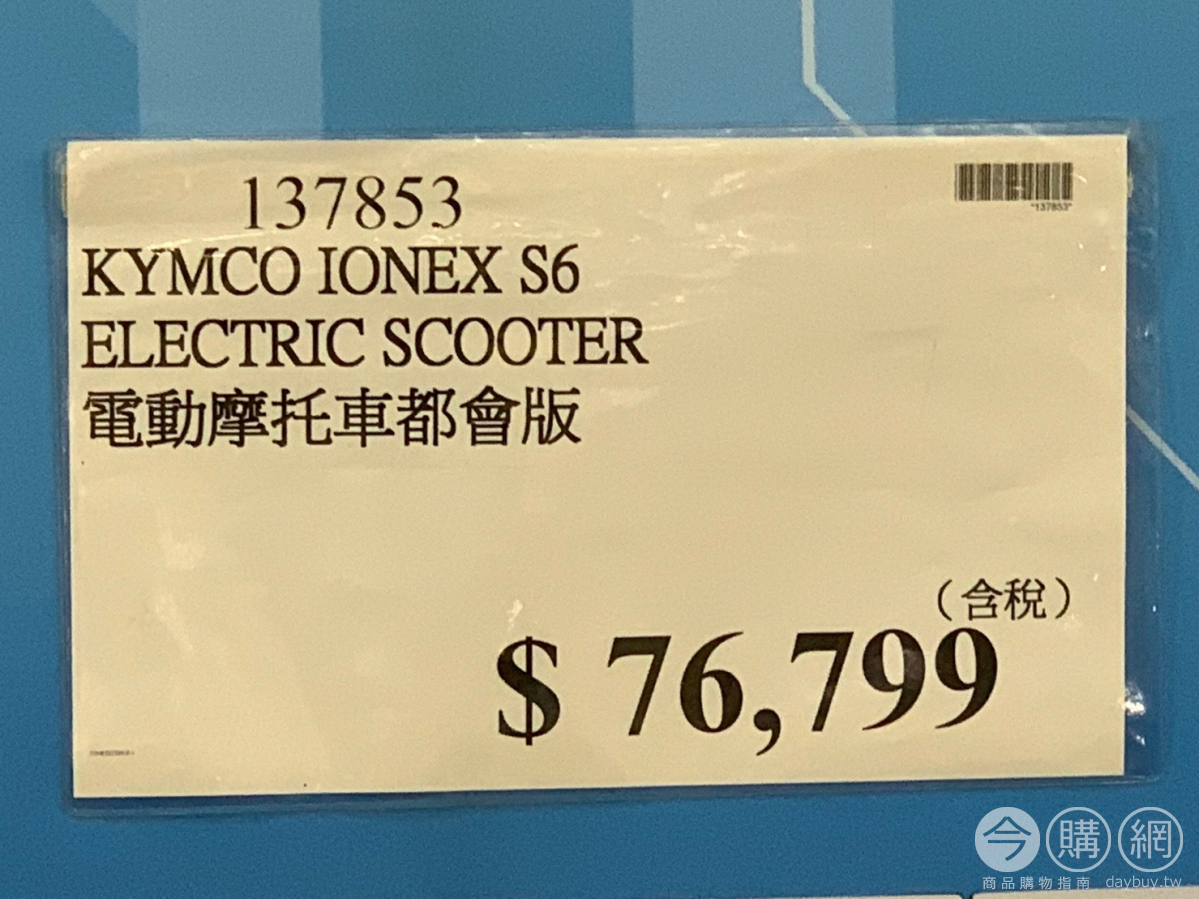 137853
"137853"
KYMCO IONEX S6
ELECTRIC SCOOTER
電動摩托車都會版
（含稅）
$ 76,799
今購網
商品購物指南 daybuy.tw